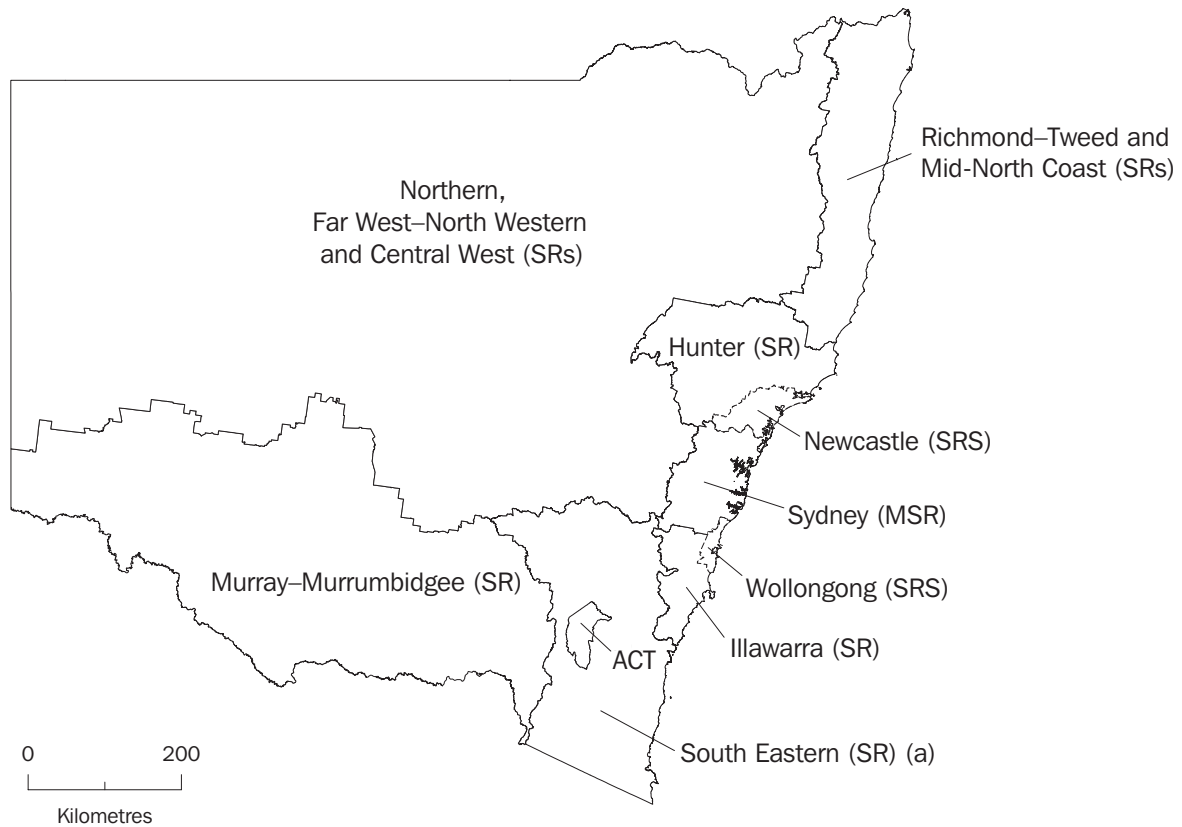 Richmond–Tweed and
Mid-North Coast (SRs)
Northern,
Far West–North Western
and Central West (SRs)
Hunter (SR)
Newcastle (SRS)
Sydney (MSR)
Murray–Murrumbidgee (SR)
Wollongong (SRS)
Illawarra (SR)
ACT
South Eastern (SR) (a)
0 200
Kilometres